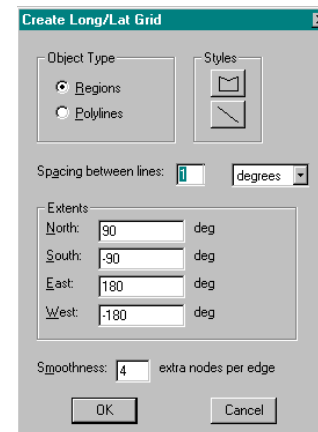 Create Long/Lat Grid
Object Type
Styles
Regions
Polylines
Spacing between lines: 1 degrees
Extents
North: 90 deg
South: -90 deg
East: 180 deg
West: -180 deg
Smoothness: 4 extra nodes per edge
OK Cancel